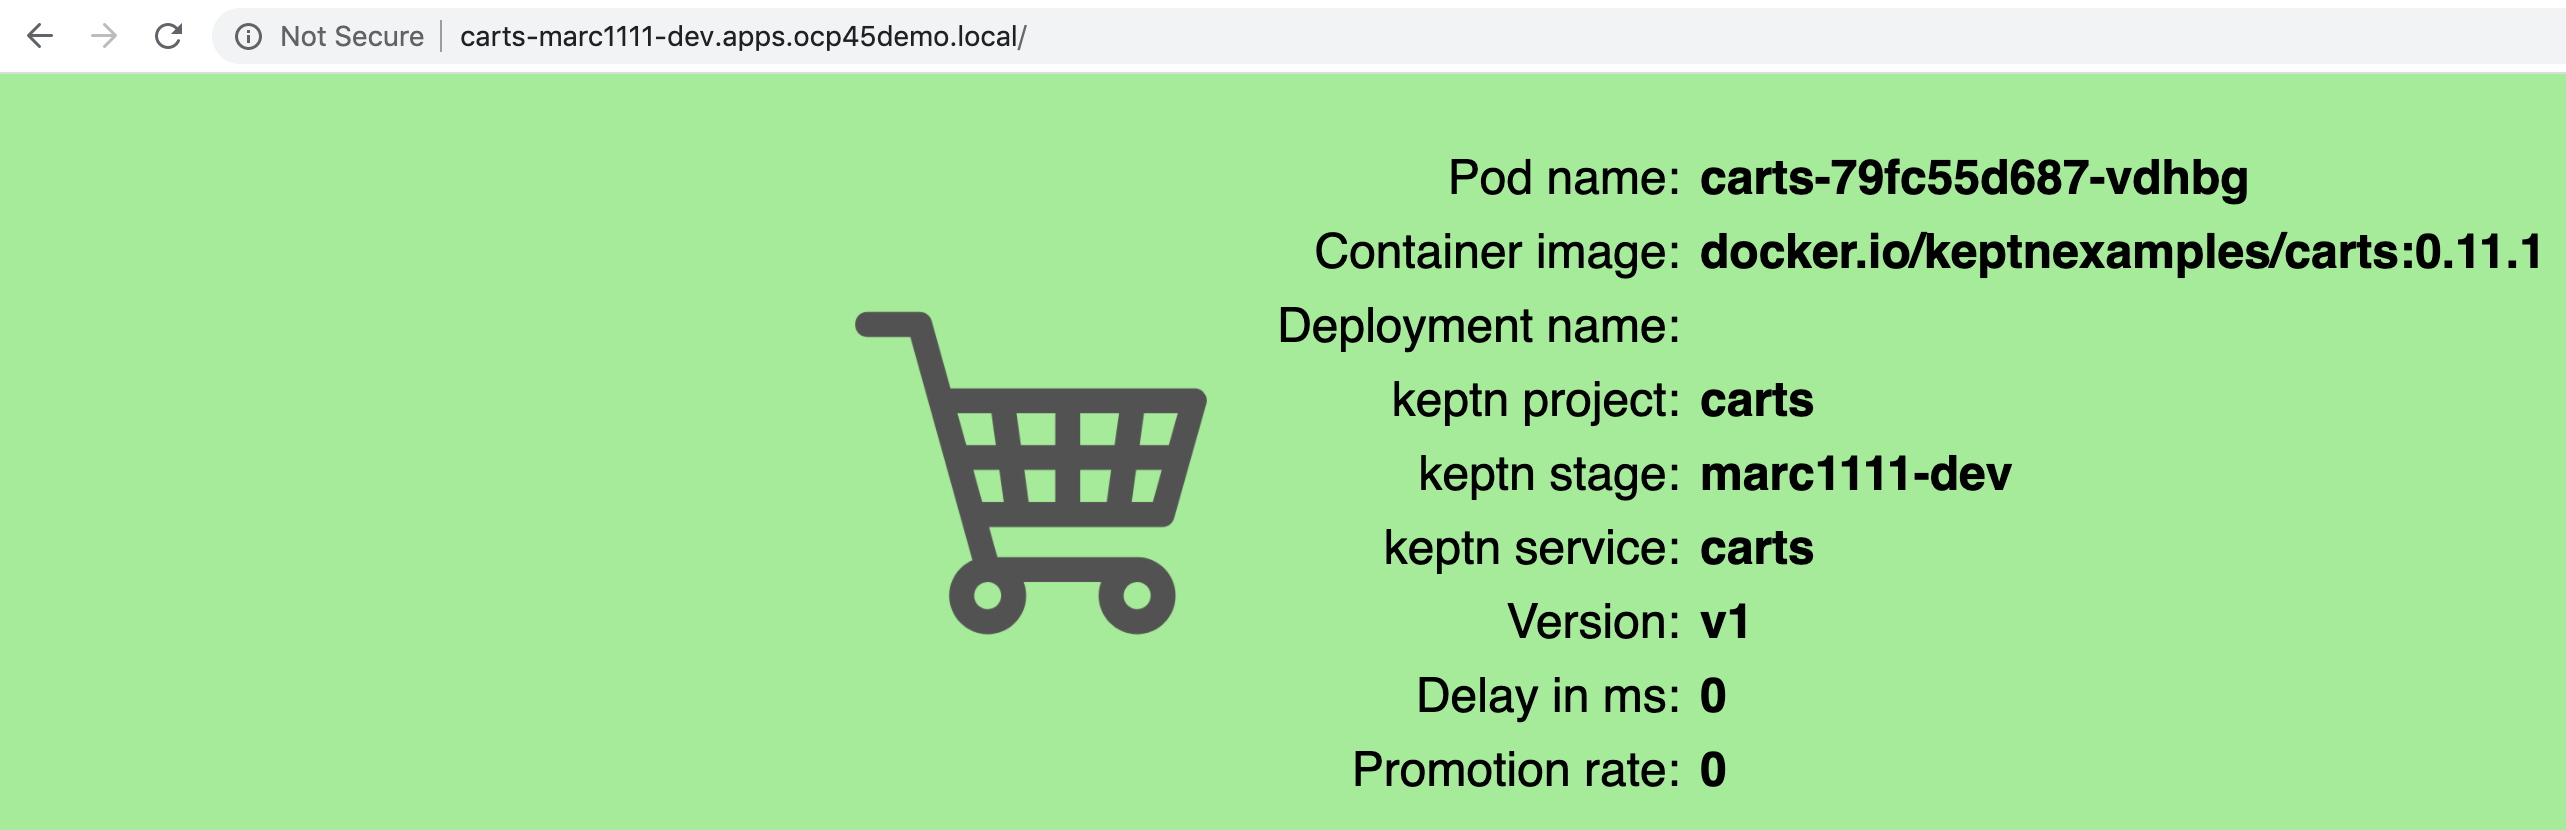 Not Secure | carts-marc1111-dev.apps.ocp45demo.local/
Pod name: carts-79fc55d687-vdhbg
Container image: docker.io/keptnexamples/carts:0.11.1
Deployment name:
keptn project: carts
keptn stage: marc1111-dev
keptn service: carts
Version: v1
Delay in ms: 0
Promotion rate: 0